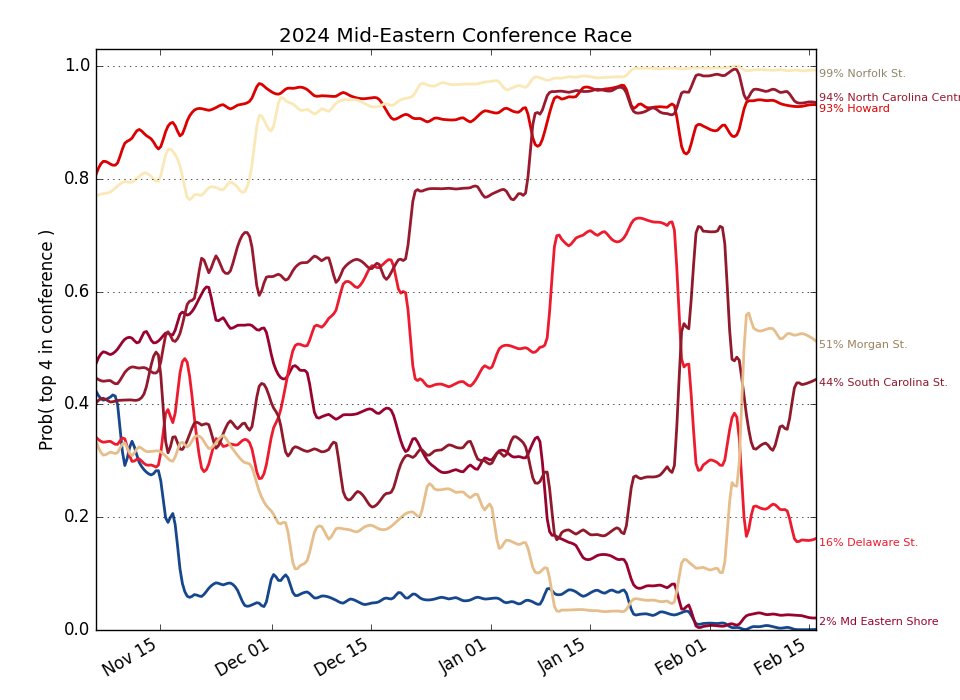 2024 Mid-Eastern Conference Race
Prob( top 4 in conference )
1.0
0.8
0.6
0.4
0.2
0.0
Nov 15
Dec 01
Dec 15
Jan 01
Jan 15
Feb 01
Feb 15
99% Norfolk St.
94% North Carolina Centr
93% Howard
51% Morgan St.
44% South Carolina St.
16% Delaware St.
2% Md Eastern Shore